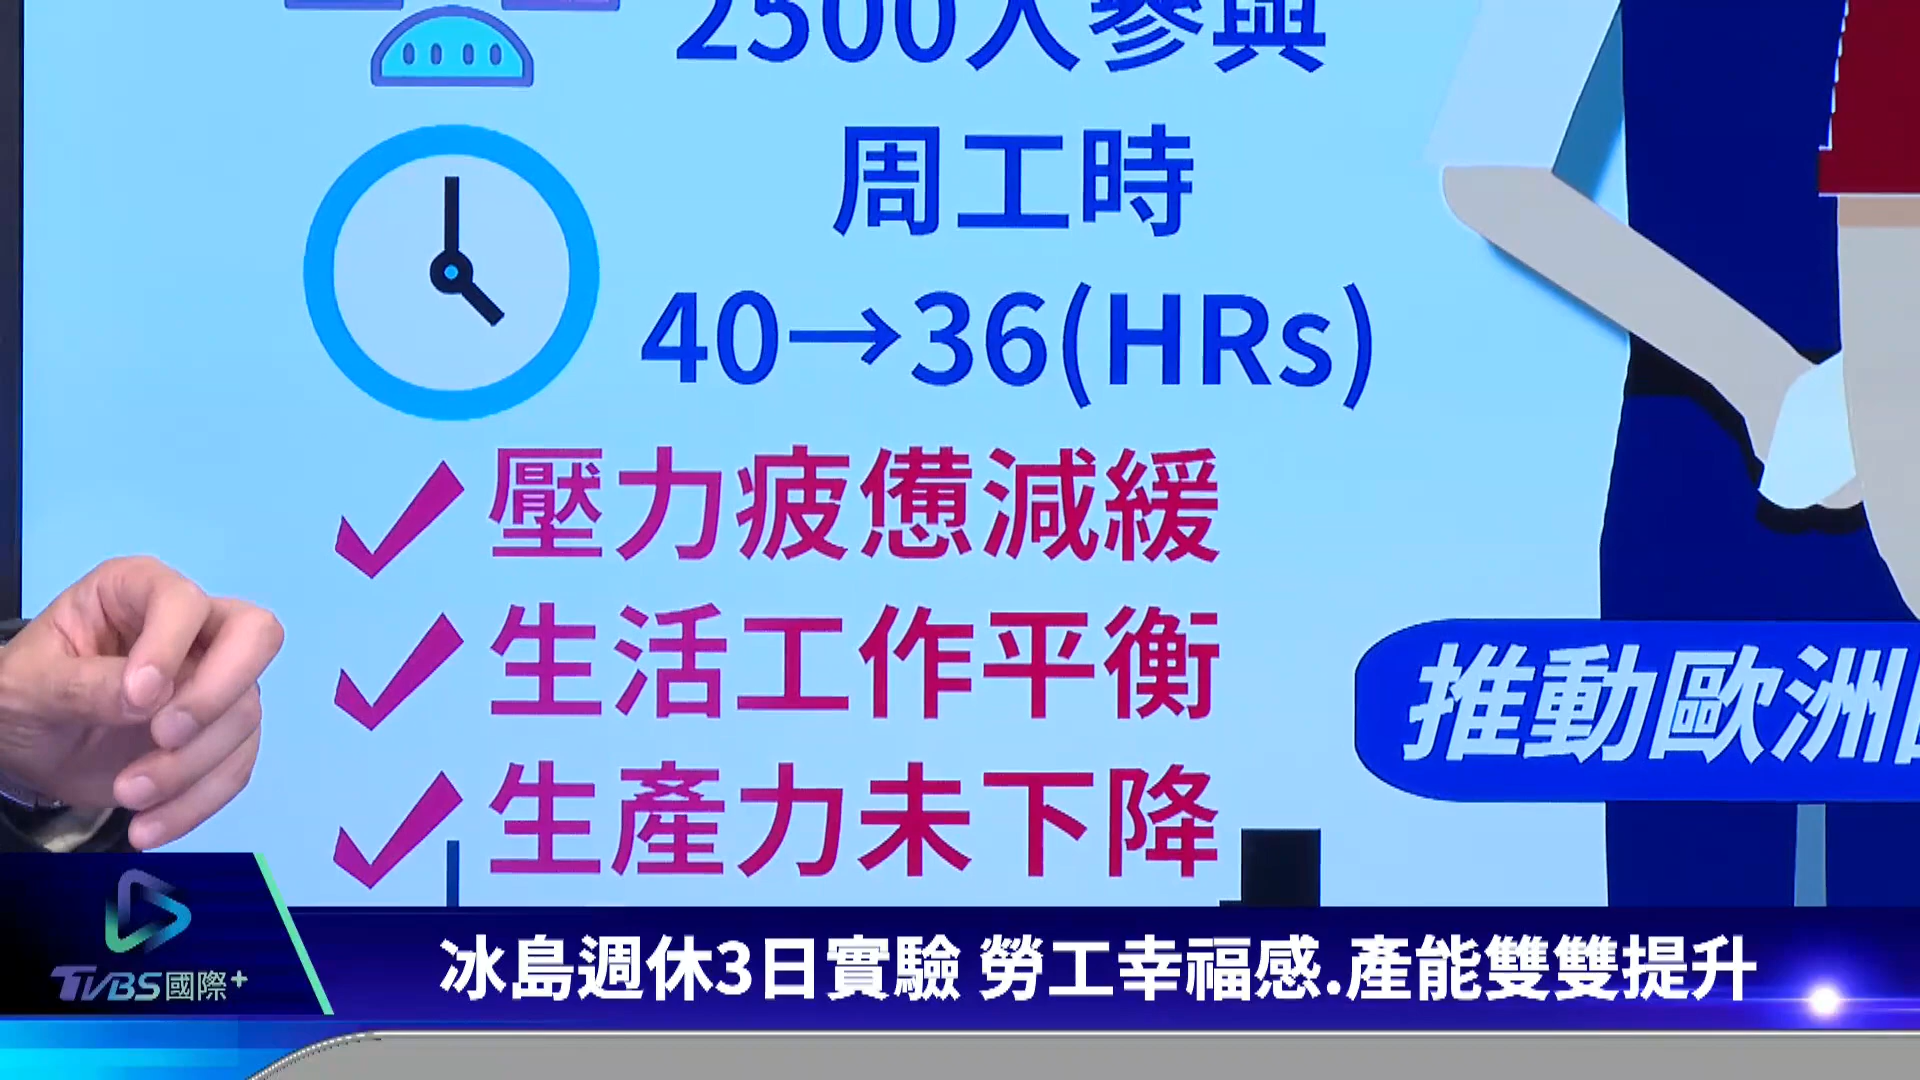 2500人參與
周工時
40→36(HRs)
壓力疲憊減緩
生活工作平衡
生產力未下降
推動歐洲
TVBS國際+
冰島週休3日實驗 勞工幸福感.產能雙雙提升